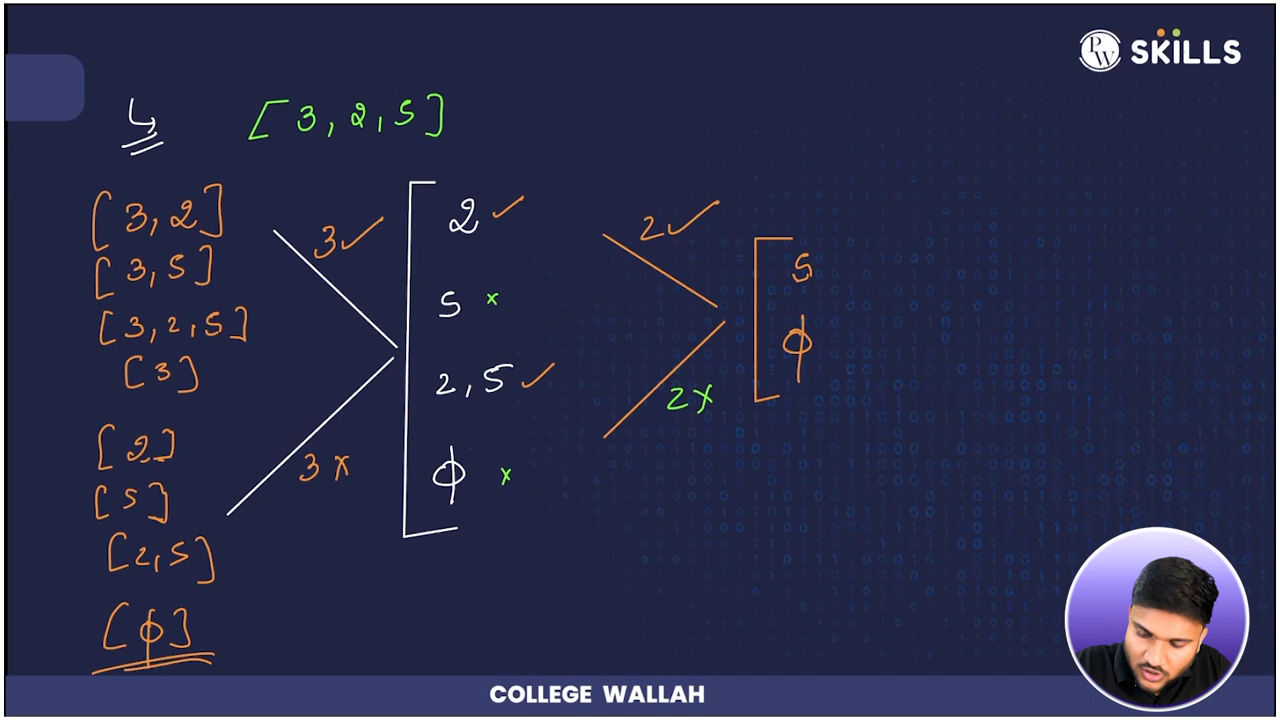 PW SKILLS
↳ [3, 2, 5]
[3, 2]
[3, 5]
[3, 2, 5]
[3]
[2]
[5]
[2, 5]
[ϕ]
3 ✓
3 x
2 ✓
5 x
2, 5 ✓
ϕ x
2 ✓
2 x
5
ϕ
COLLEGE WALLAH